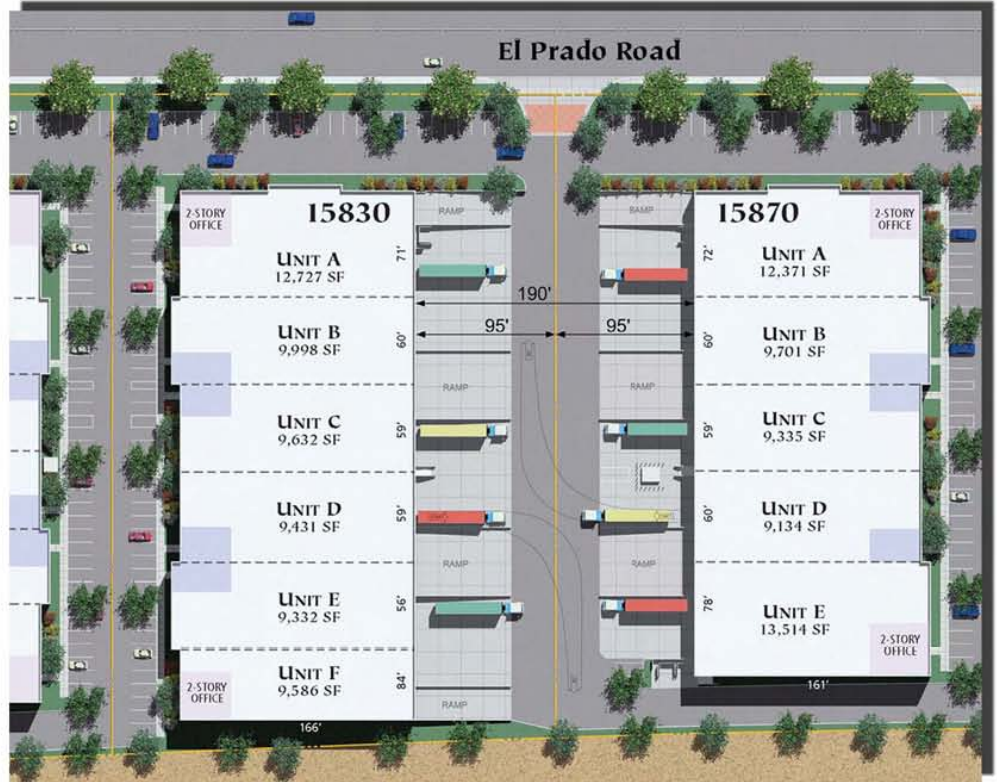 El Prado Road
15830
2-STORY
OFFICE
UNIT A
12,727 SF
71'
UNIT B
9,998 SF
60'
UNIT C
9,632 SF
59'
UNIT D
9,431 SF
59'
UNIT E
9,332 SF
56'
UNIT F
9,586 SF
84'
2-STORY
OFFICE
166'
RAMP
RAMP
RAMP
RAMP
190'
95'
95'
RAMP
RAMP
RAMP
15870
2-STORY
OFFICE
72'
UNIT A
12,371 SF
60'
UNIT B
9,701 SF
59'
UNIT C
9,335 SF
60'
UNIT D
9,134 SF
78'
UNIT E
13,514 SF
2-STORY
OFFICE
161'